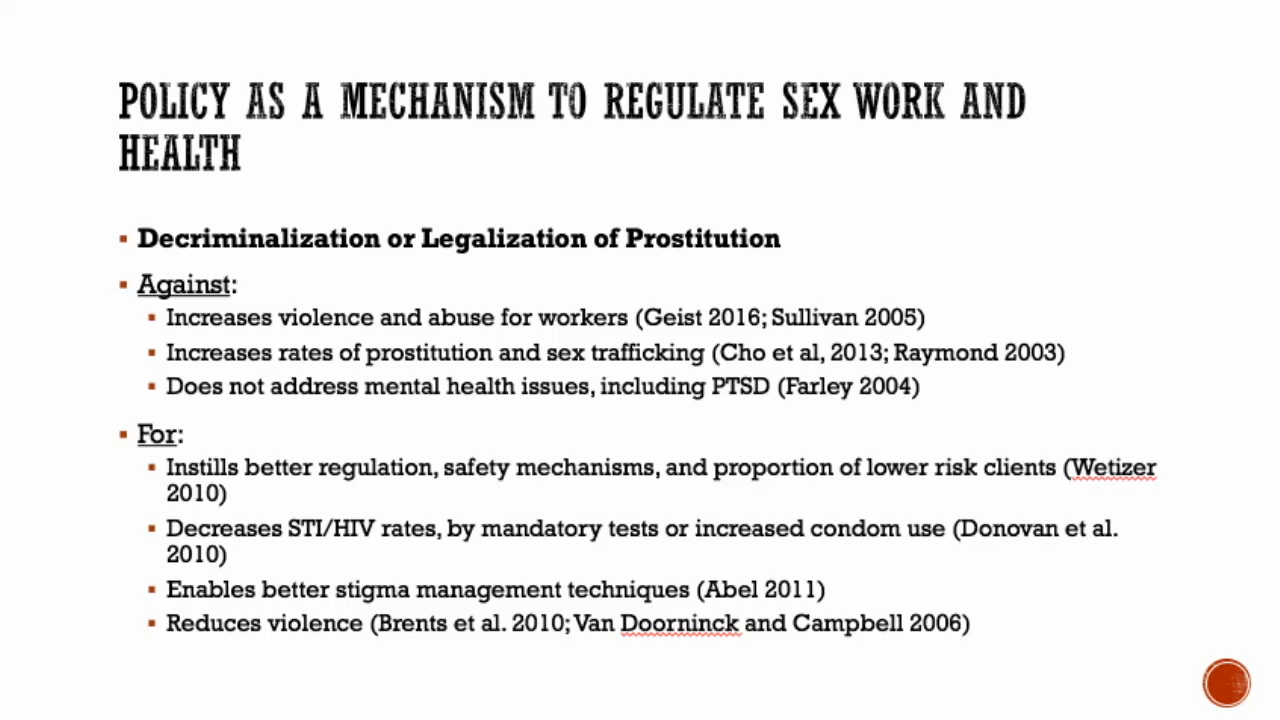 POLICY AS A MECHANISM TO REGULATE SEX WORK AND
HEALTH
▪ Decriminalization or Legalization of Prostitution
▪ Against:
▪ Increases violence and abuse for workers (Geist 2016; Sullivan 2005)
▪ Increases rates of prostitution and sex trafficking (Cho et al, 2013; Raymond 2003)
▪ Does not address mental health issues, including PTSD (Farley 2004)
▪ For:
▪ Instills better regulation, safety mechanisms, and proportion of lower risk clients (Wetizer
2010)
▪ Decreases STI/HIV rates, by mandatory tests or increased condom use (Donovan et al.
2010)
▪ Enables better stigma management techniques (Abel 2011)
▪ Reduces violence (Brents et al. 2010; Van Doorninck and Campbell 2006)